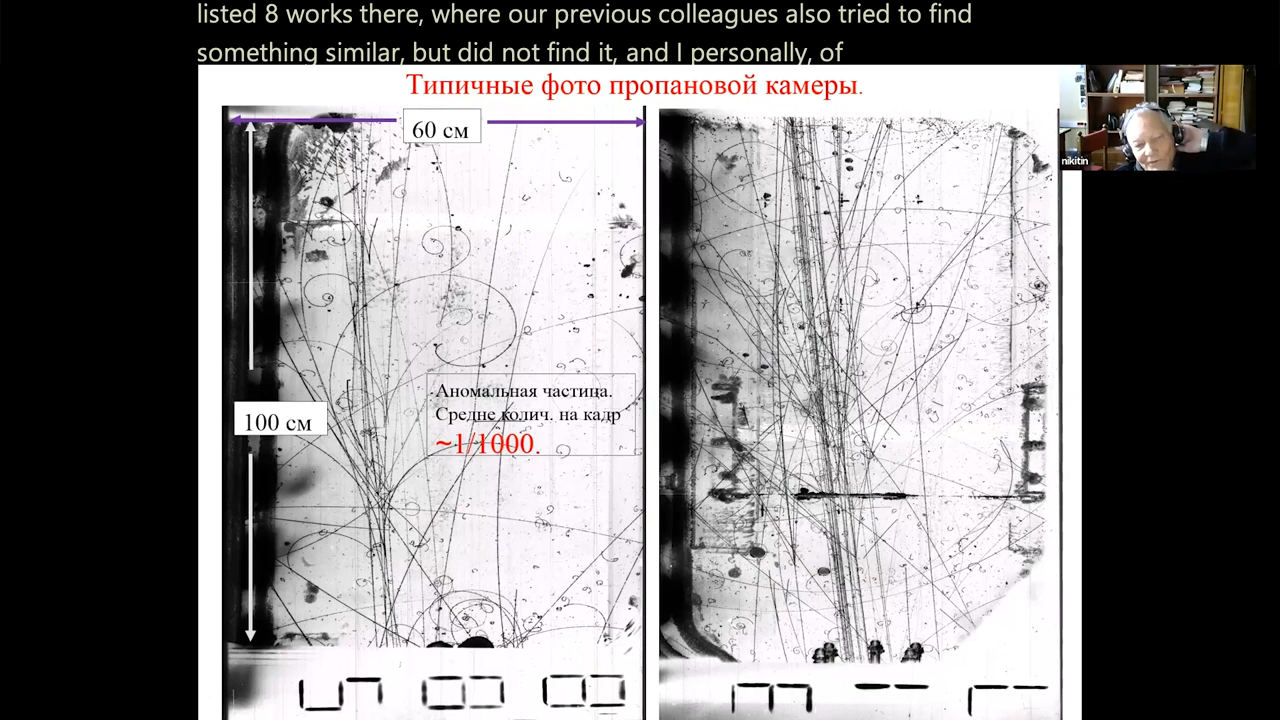 listed 8 works there, where our previous colleagues also tried to find
something similar, but did not find it, and I personally, of
Типичные фото пропановой камеры.
60 см
nikitin
Аномальная частица.
Средне колич. на кадр
~1/1000.
100 см